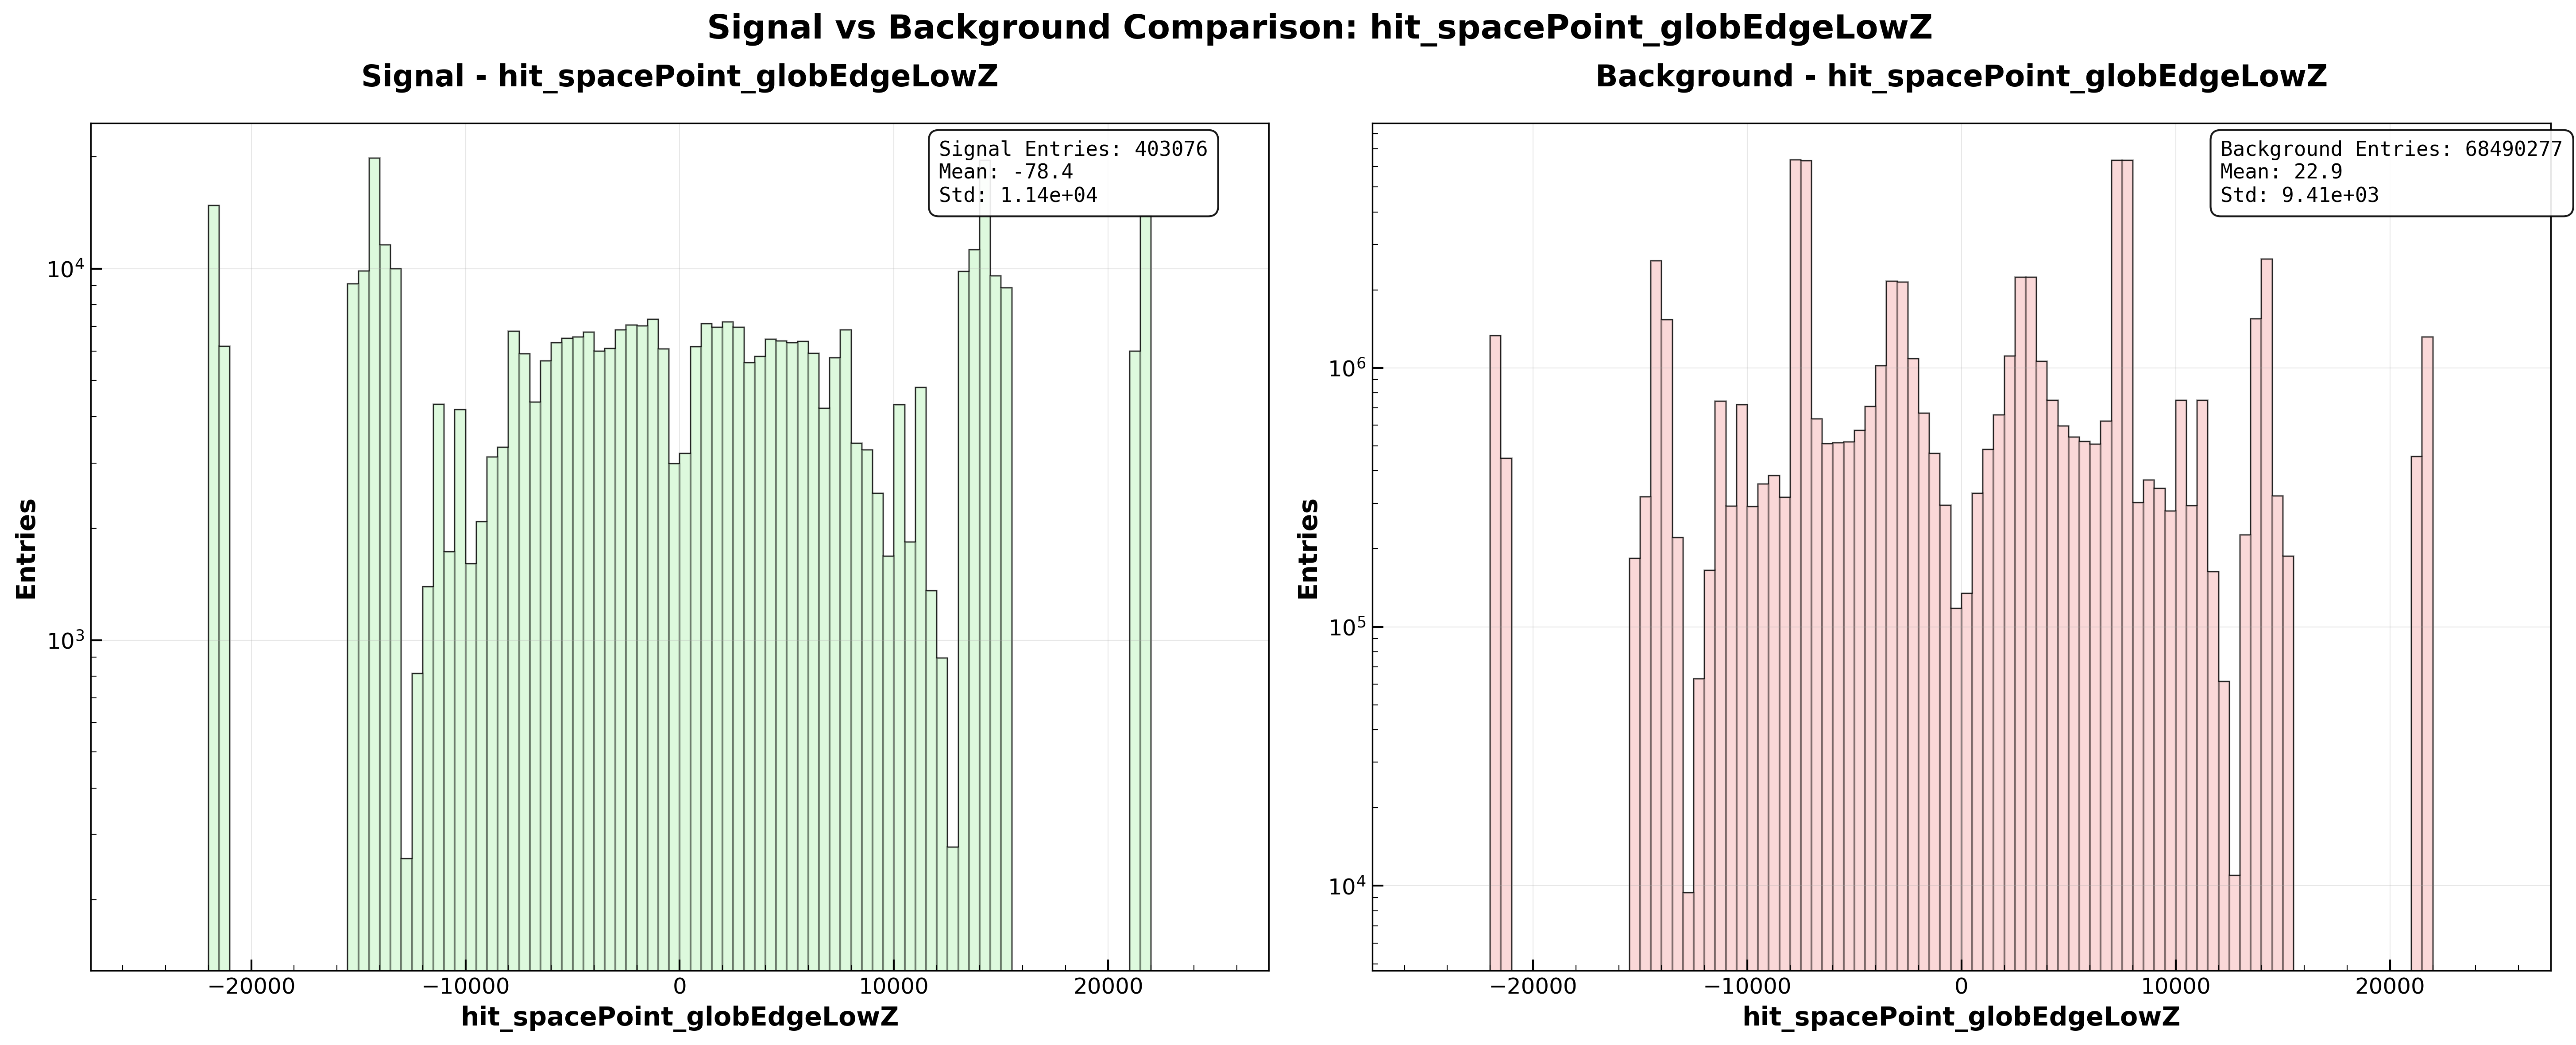 Signal vs Background Comparison: hit_spacePoint_globEdgeLowZ
Signal - hit_spacePoint_globEdgeLowZ
Signal Entries: 403076
Mean: -78.4
Std: 1.14e+04
10⁴
10³
Entries
−20000 −10000 0 10000 20000
hit_spacePoint_globEdgeLowZ
Background - hit_spacePoint_globEdgeLowZ
Background Entries: 68490277
Mean: 22.9
Std: 9.41e+03
10⁶
10⁵
10⁴
Entries
−20000 −10000 0 10000 20000
hit_spacePoint_globEdgeLowZ